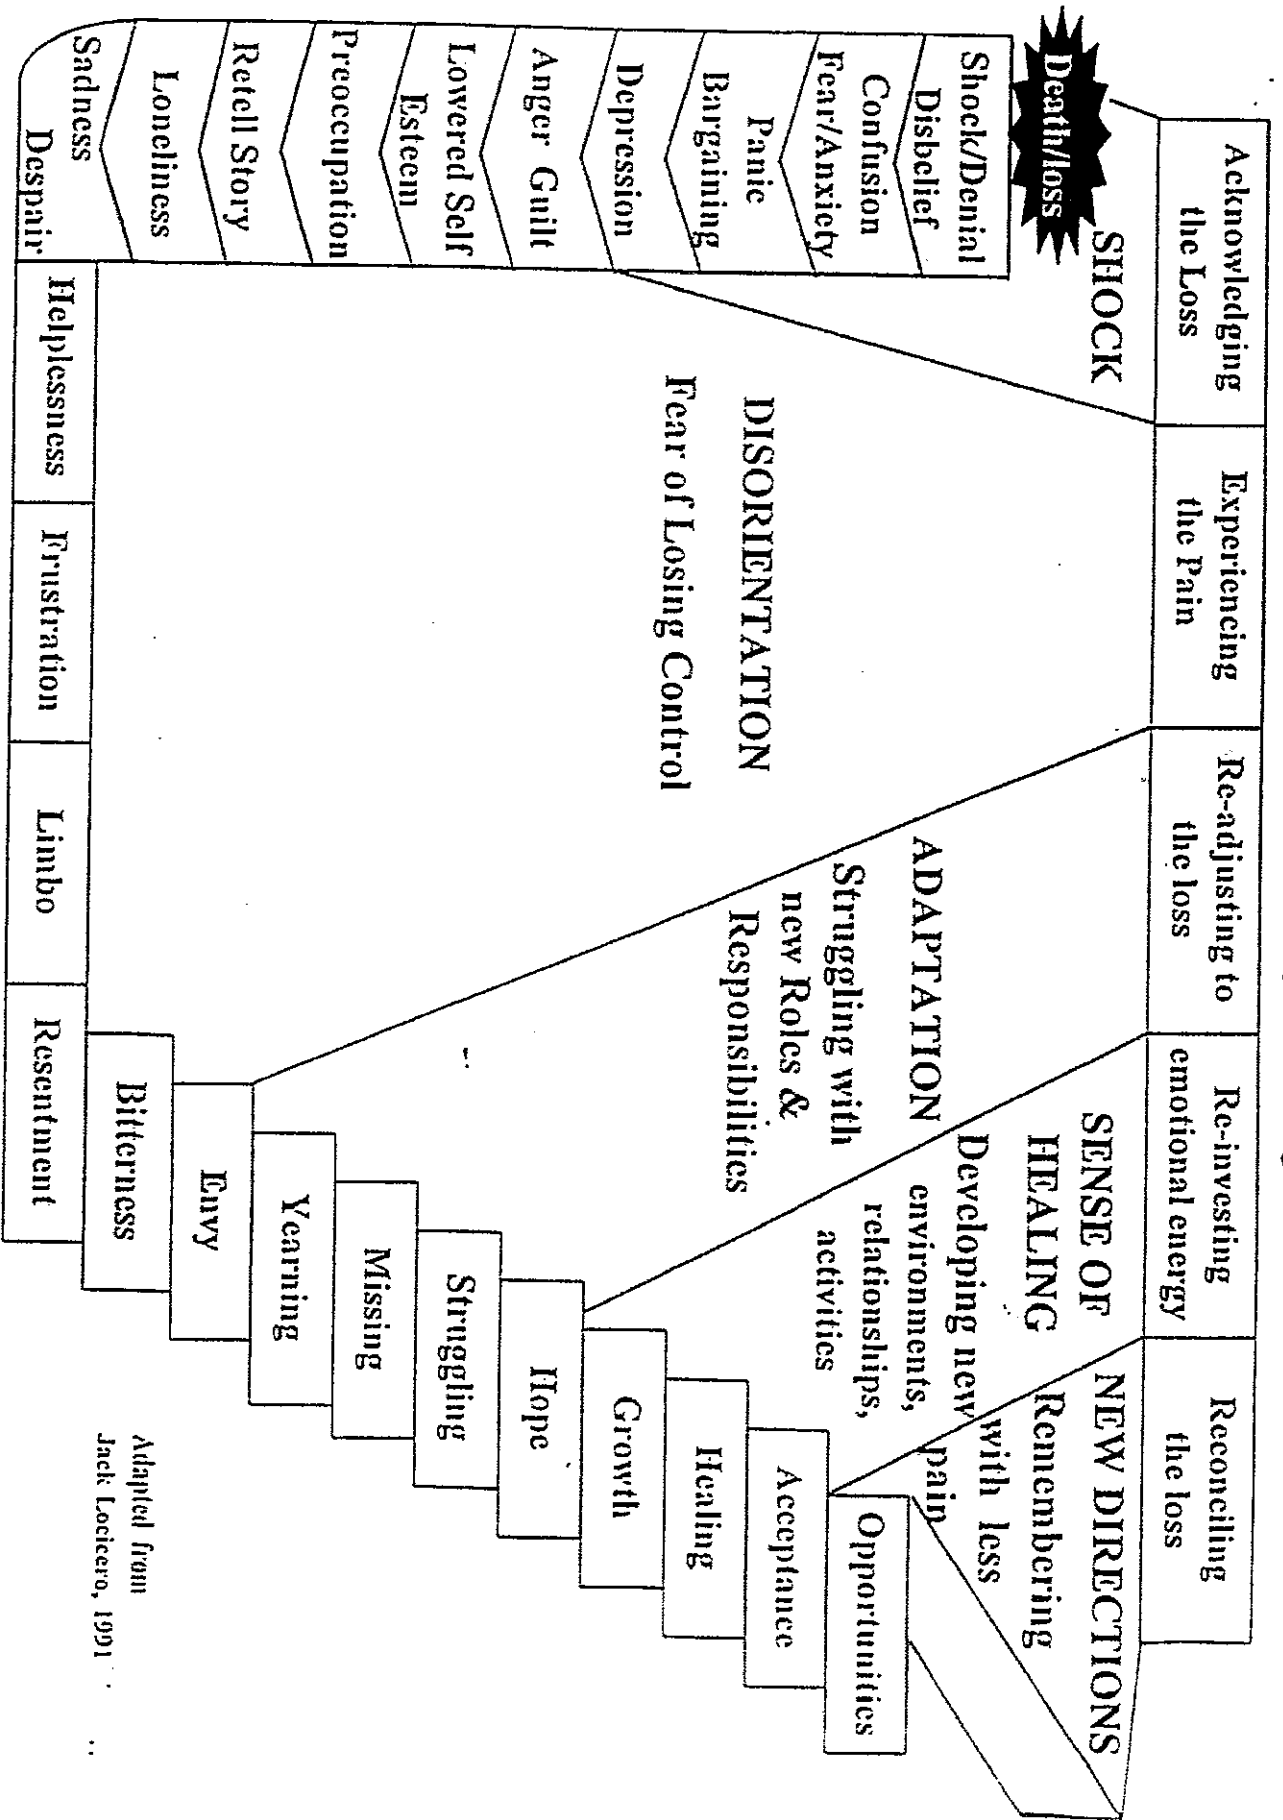 Acknowledging
the Loss
Experiencing
the Pain
Re-adjusting to
the loss
Re-investing
emotional energy
Reconciling
the loss
Death/loss
SHOCK
DISORIENTATION
Fear of Losing Control
ADAPTATION
Struggling with
new Roles &
Responsibilities
SENSE OF
HEALING
Developing new
environments,
relationships,
activities
NEW DIRECTIONS
Remembering
with less
pain
Shock/Denial
Disbelief
Confusion
Fear/Anxiety
Panic
Bargaining
Depression
Anger Guilt
Lowered Self
Esteem
Preoccupation
Retell Story
Loneliness
Sadness
Despair
Helplessness
Frustration
Limbo
Resentment
Bitterness
Envy
Yearning
Missing
Struggling
Hope
Growth
Healing
Acceptance
Opportunities
Adapted from
Jack Locicero, 1991